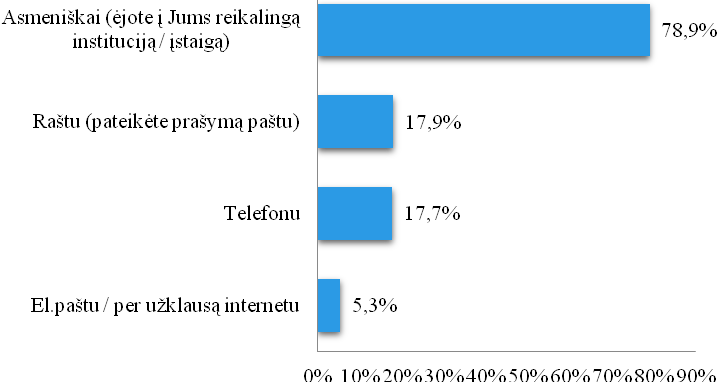 Asmeniškai (ėjote į Jums reikalingą
instituciją / įstaigą)
78,9%
Raštu (pateikėte prašymą paštu)
17,9%
Telefonu
17,7%
El.paštu / per užklausą internetu
5,3%
0% 10% 20% 30% 40% 50% 60% 70% 80% 90%